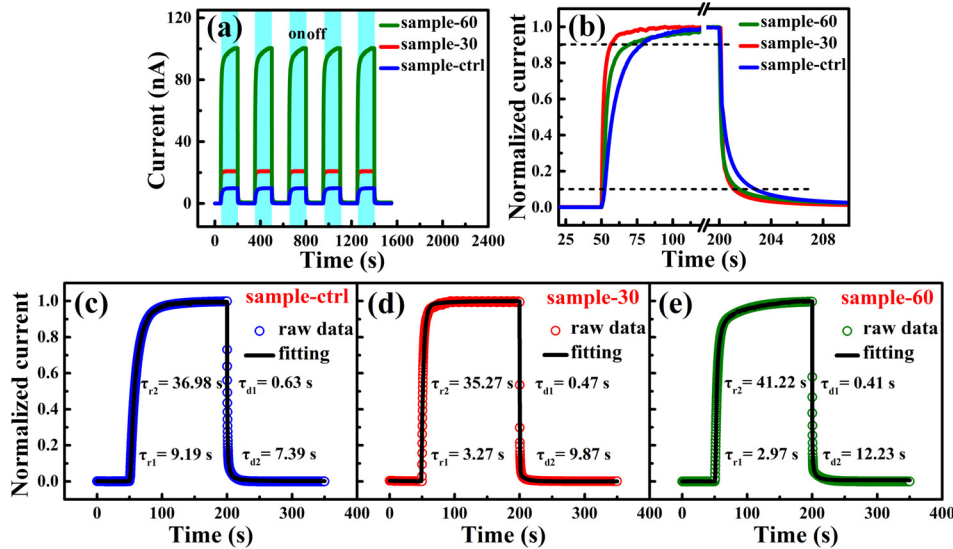 (a)
on off
sample-60
sample-30
sample-ctrl
Current (nA)
120
80
40
0
0 400 800 1200 1600 2000 2400
Time (s)
(b)
sample-60
sample-30
sample-ctrl
Normalized current
1.0
0.8
0.6
0.4
0.2
0.0
25 50 75 100 200 204 208
Time (s)
(c) sample-ctrl
raw data
fitting
τr2 = 36.98 s τd1 = 0.63 s
τr1 = 9.19 s τd2 = 7.39 s
Normalized current
1.0
0.8
0.6
0.4
0.2
0.0
0 100 200 300 400
Time (s)
(d) sample-30
raw data
fitting
τr2 = 35.27 s τd1 = 0.47 s
τr1 = 3.27 s τd2 = 9.87 s
0 100 200 300 400
Time (s)
(e) sample-60
raw data
fitting
τr2 = 41.22 s τd1 = 0.41 s
τr1 = 2.97 s τd2 = 12.23 s
0 100 200 300 400
Time (s)